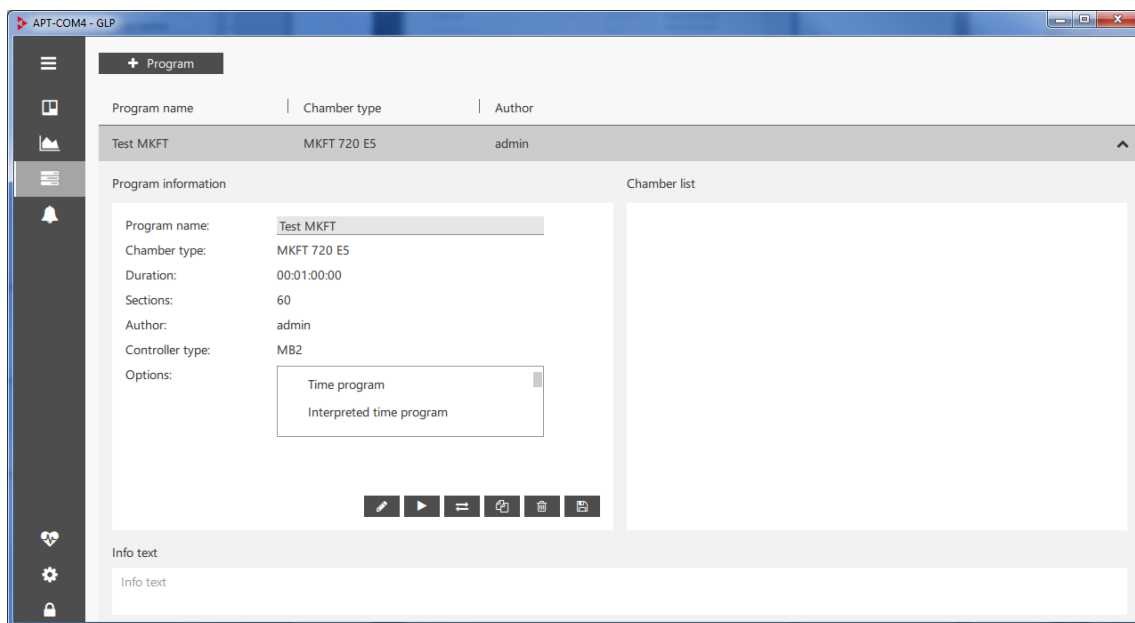 APT-COM4 - GLP
Program
Program name Chamber type Author
Test MKFT MKFT 720 E5 admin
Program information Chamber list
Program name: Test MKFT
Chamber type: MKFT 720 E5
Duration: 00:01:00:00
Sections: 60
Author: admin
Controller type: MB2
Options: Time program
Interpreted time program
Info text
Info text